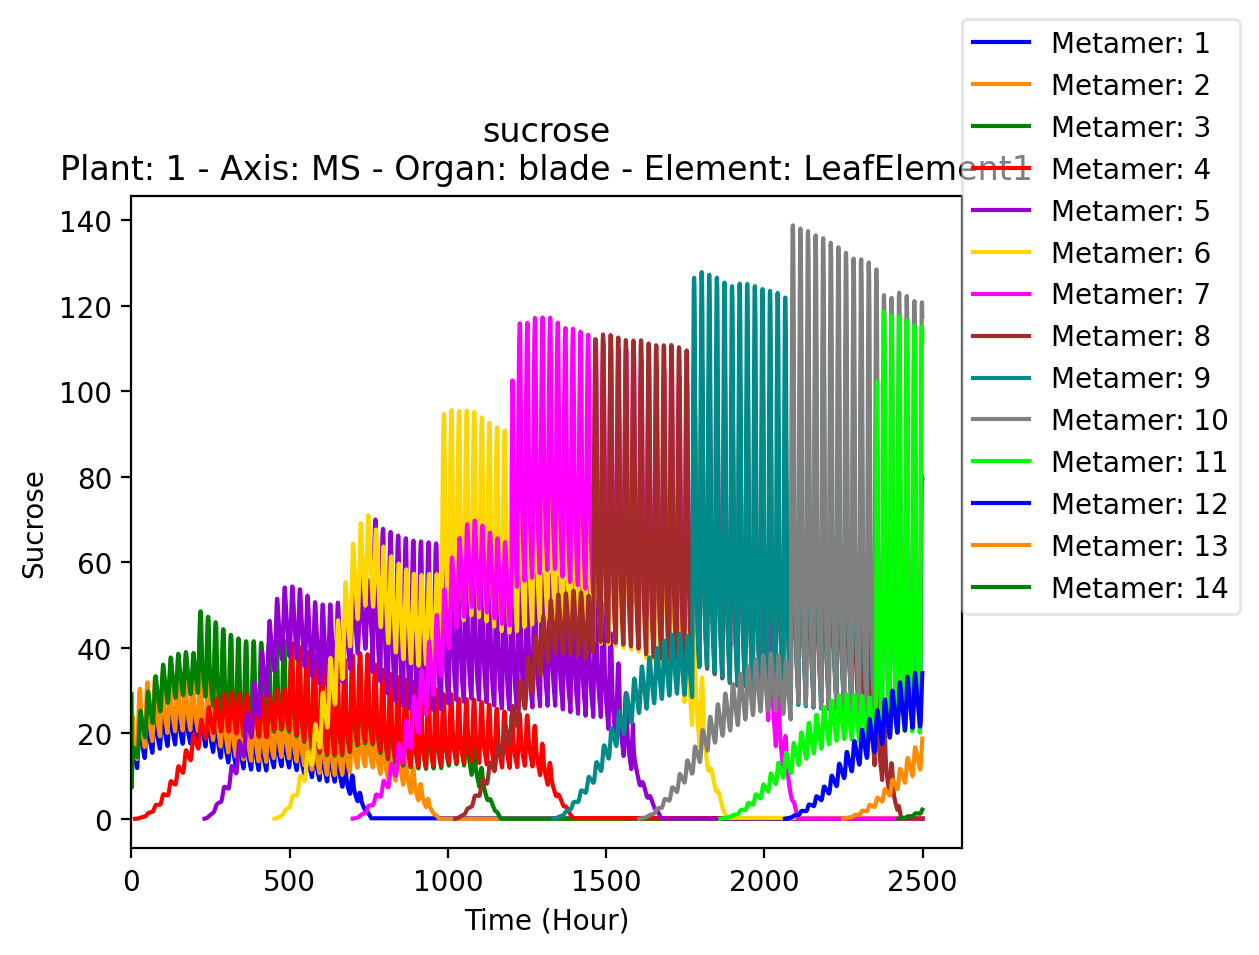 sucrose
Plant: 1 - Axis: MS - Organ: blade - Element: LeafElement1
Metamer: 1
Metamer: 2
Metamer: 3
Metamer: 4
Metamer: 5
Metamer: 6
Metamer: 7
Metamer: 8
Metamer: 9
Metamer: 10
Metamer: 11
Metamer: 12
Metamer: 13
Metamer: 14
Sucrose
140
120
100
80
60
40
20
0
0 500 1000 1500 2000 2500
Time (Hour)